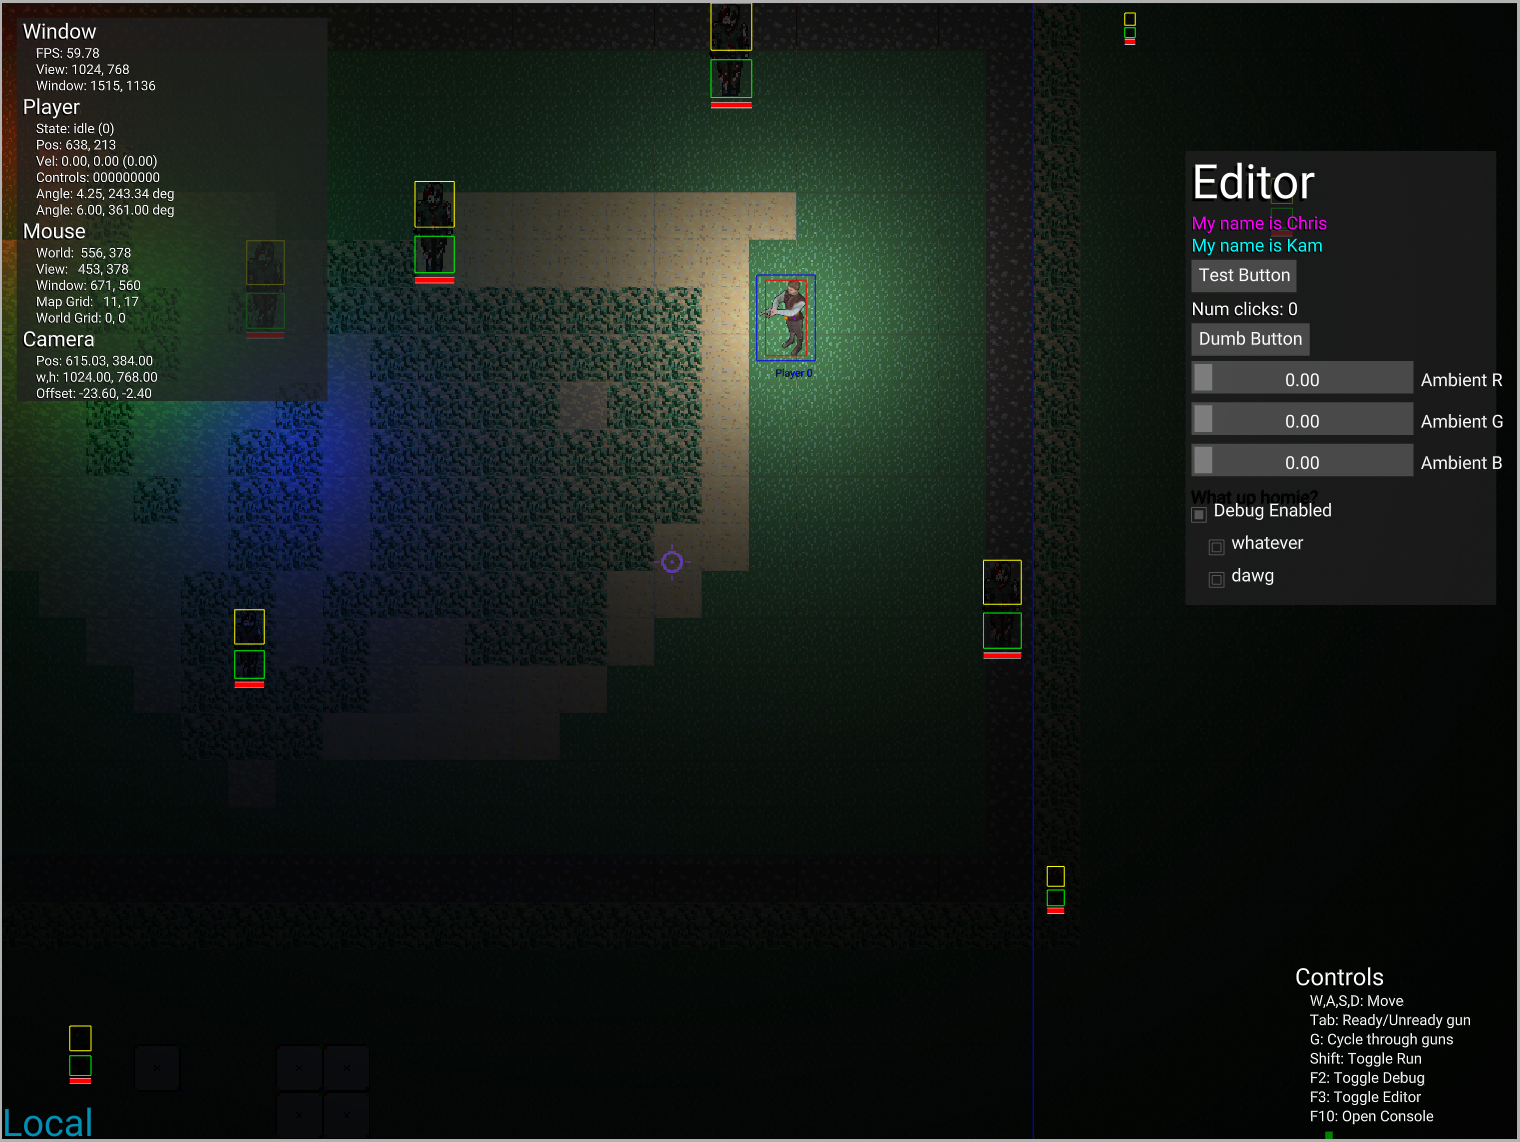 Window
FPS: 59.78
View: 1024, 768
Window: 1515, 1136
Player
State: idle (0)
Pos: 638, 213
Vel: 0.00, 0.00 (0.00)
Controls: 000000000
Angle: 4.25, 243.34 deg
Angle: 6.00, 361.00 deg
Mouse
World: 556, 378
View: 453, 378
Window: 671, 560
Map Grid: 11, 17
World Grid: 0, 0
Camera
Pos: 615.03, 384.00
w,h: 1024.00, 768.00
Offset: -23.60, -2.40
Player 0
Editor
My name is Chris
My name is Kam
Test Button
Num clicks: 0
Dumb Button
0.00 Ambient R
0.00 Ambient G
0.00 Ambient B
What up homie?
Debug Enabled
whatever
dawg
Controls
W,A,S,D: Move
Tab: Ready/Unready gun
G: Cycle through guns
Shift: Toggle Run
F2: Toggle Debug
F3: Toggle Editor
F10: Open Console
Local